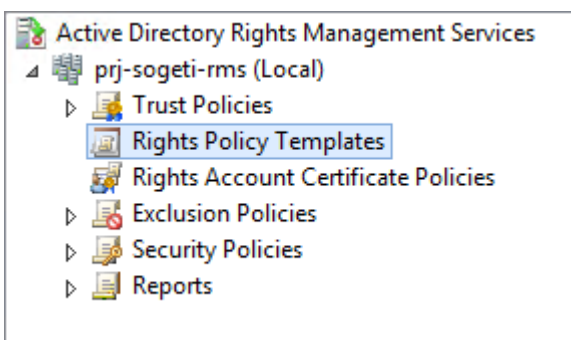 Active Directory Rights Management Services
prj-sogeti-rms (Local)
Trust Policies
Rights Policy Templates
Rights Account Certificate Policies
Exclusion Policies
Security Policies
Reports